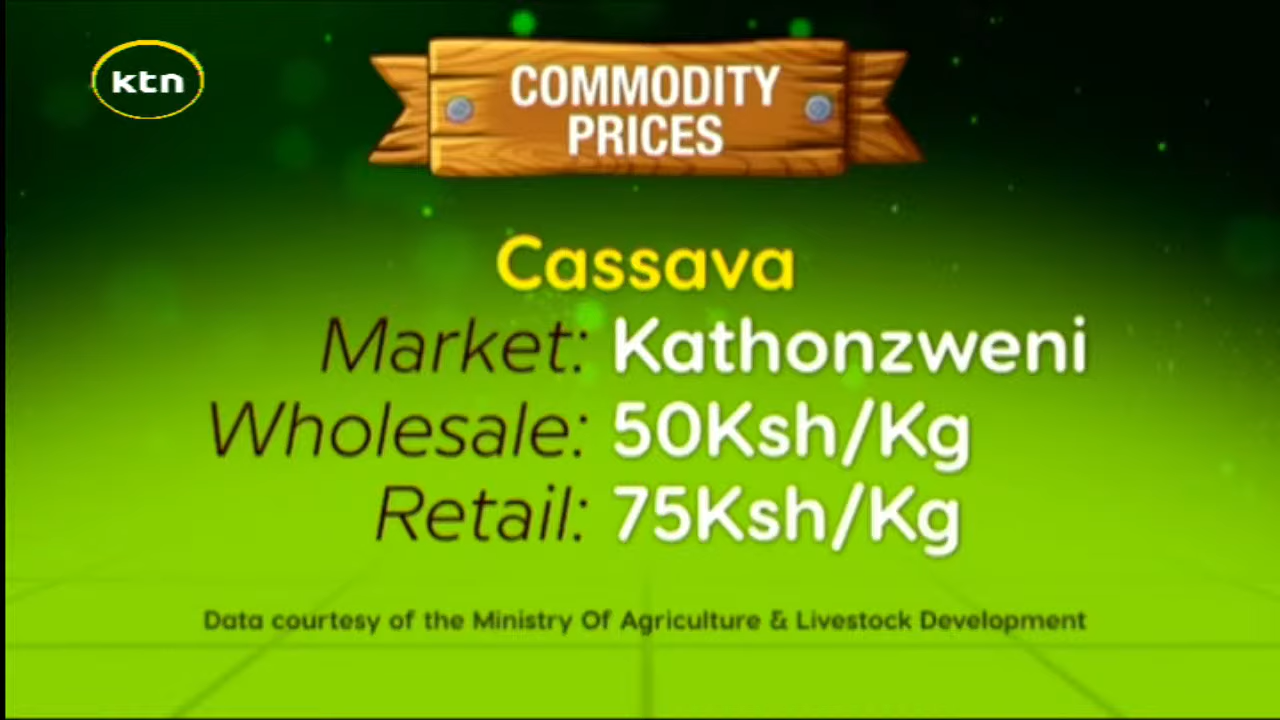 ktn
COMMODITY
PRICES
Cassava
Market: Kathonzweni
Wholesale: 50Ksh/Kg
Retail: 75Ksh/Kg
Data courtesy of the Ministry Of Agriculture & Livestock Development